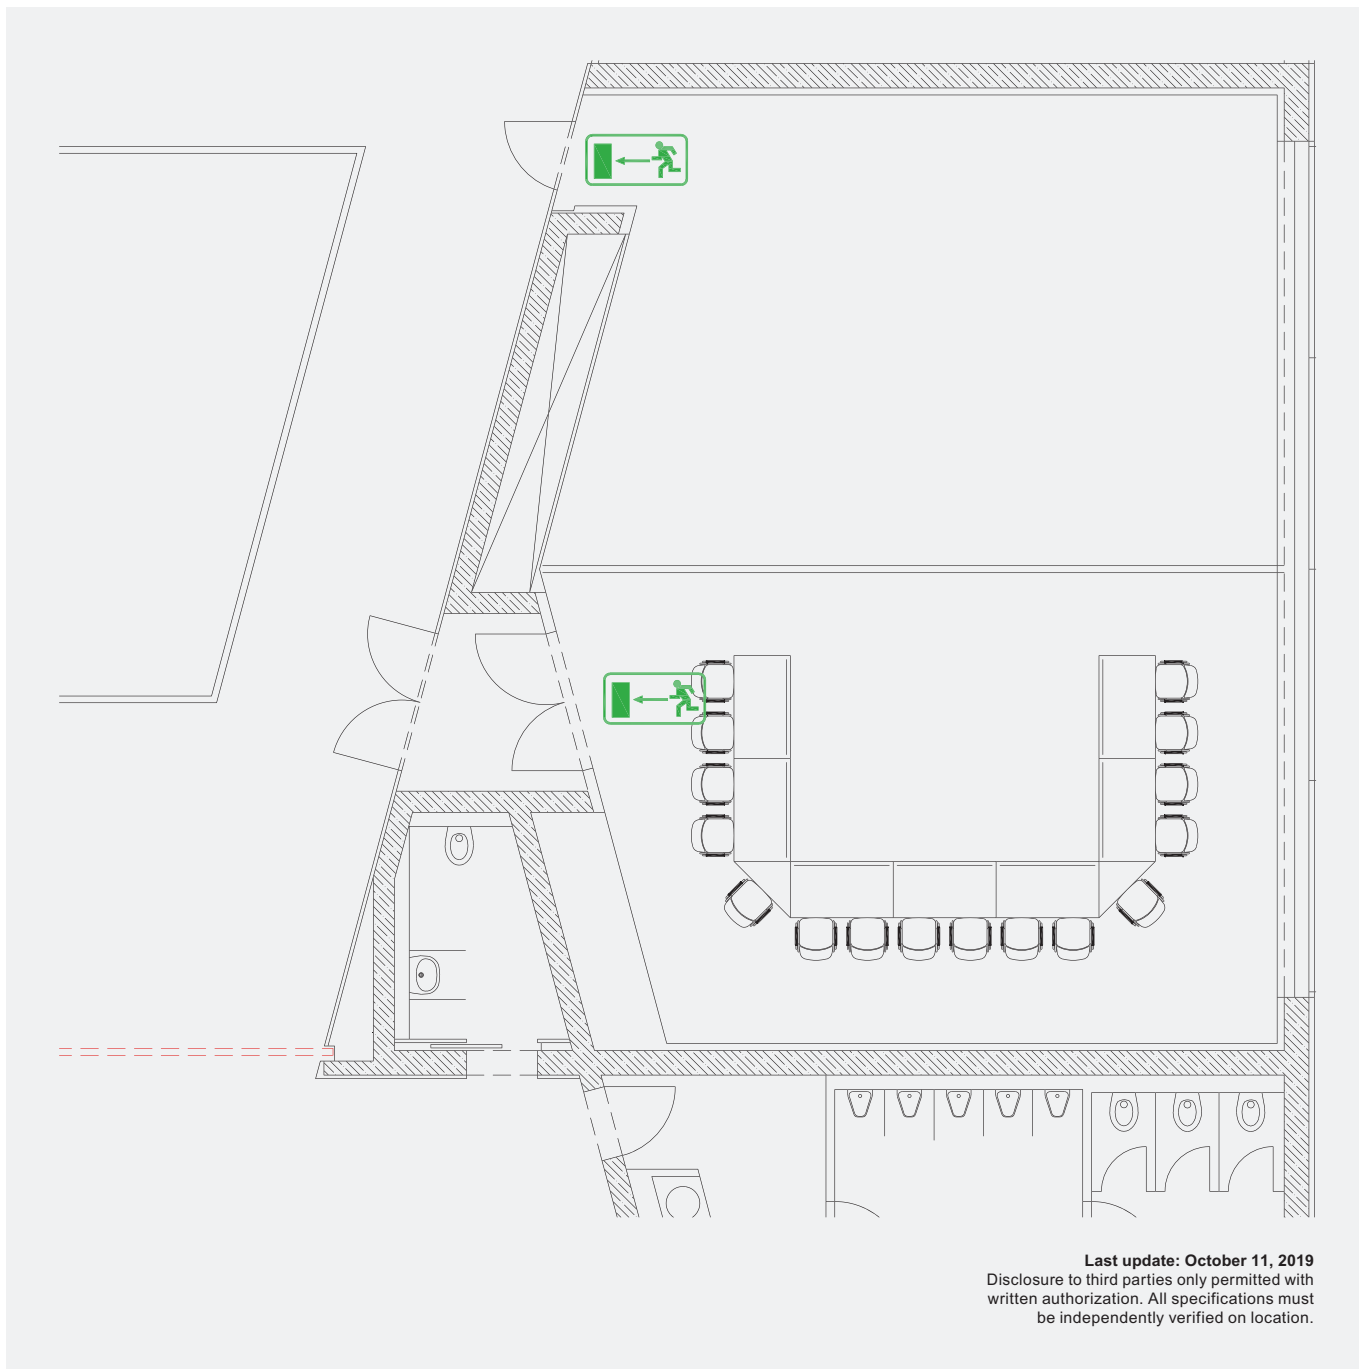 Last update: October 11, 2019
Disclosure to third parties only permitted with
written authorization. All specifications must
be independently verified on location.